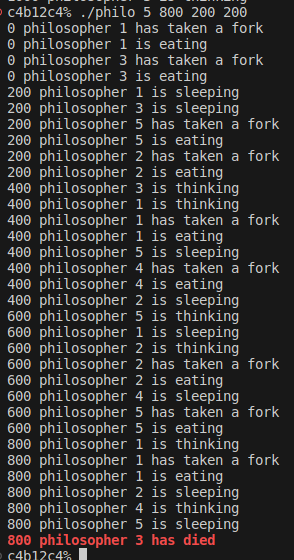 c4b12c4% ./philo 5 800 200 200
0 philosopher 1 has taken a fork
0 philosopher 1 is eating
0 philosopher 3 has taken a fork
0 philosopher 3 is eating
200 philosopher 1 is sleeping
200 philosopher 3 is sleeping
200 philosopher 5 has taken a fork
200 philosopher 5 is eating
200 philosopher 2 has taken a fork
200 philosopher 2 is eating
400 philosopher 3 is thinking
400 philosopher 1 is thinking
400 philosopher 1 has taken a fork
400 philosopher 1 is eating
400 philosopher 5 is sleeping
400 philosopher 4 has taken a fork
400 philosopher 4 is eating
400 philosopher 2 is sleeping
600 philosopher 5 is thinking
600 philosopher 1 is sleeping
600 philosopher 2 is thinking
600 philosopher 2 has taken a fork
600 philosopher 2 is eating
600 philosopher 4 is sleeping
600 philosopher 5 has taken a fork
600 philosopher 5 is eating
800 philosopher 1 is thinking
800 philosopher 1 has taken a fork
800 philosopher 1 is eating
800 philosopher 2 is sleeping
800 philosopher 4 is thinking
800 philosopher 5 is sleeping
800 philosopher 3 has died
c4b12c4%